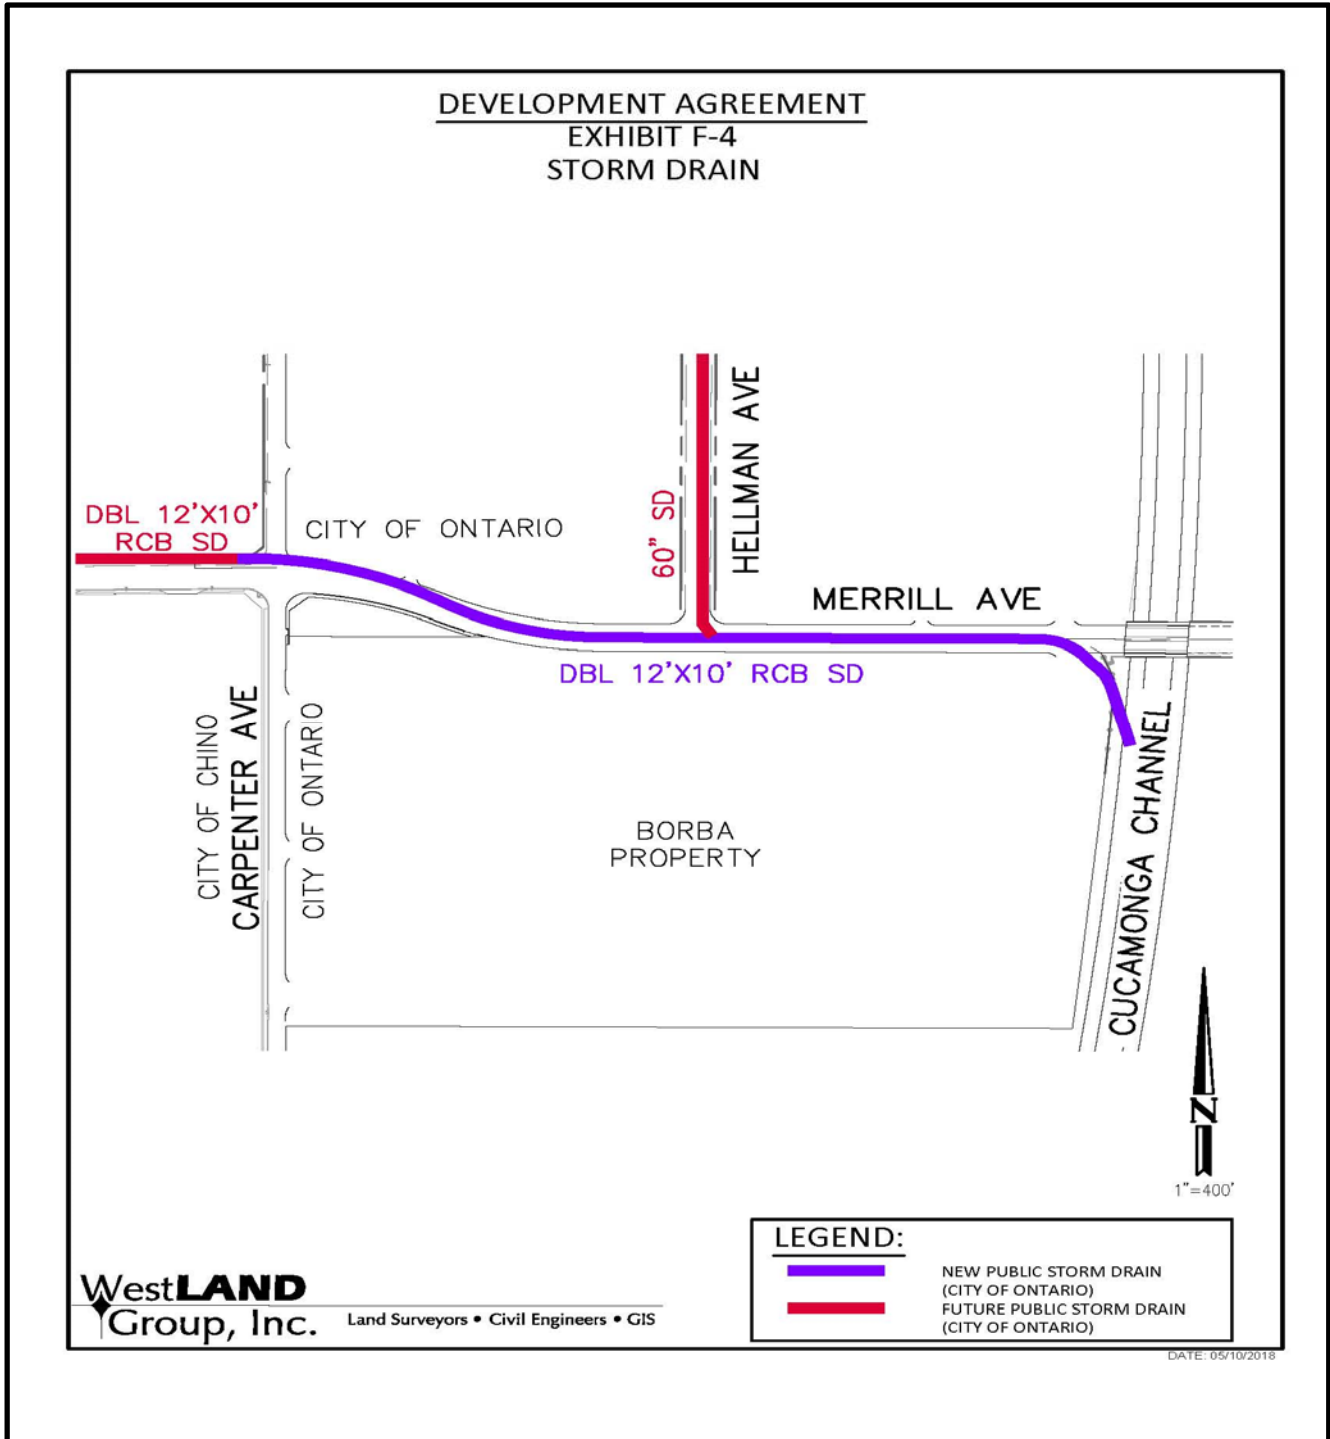 DEVELOPMENT AGREEMENT
EXHIBIT F-4
STORM DRAIN
HELLMAN AVE
60" SD
DBL 12'X10'
RCB SD
CITY OF ONTARIO
MERRILL AVE
DBL 12'X10' RCB SD
CITY OF CHINO
CARPENTER AVE
CITY OF ONTARIO
BORBA
PROPERTY
CUCAMONGA CHANNEL
N
1"=400'
LEGEND:
NEW PUBLIC STORM DRAIN
(CITY OF ONTARIO)
FUTURE PUBLIC STORM DRAIN
(CITY OF ONTARIO)
WestLAND
Group, Inc.
Land Surveyors • Civil Engineers • GIS
DATE: 05/10/2018